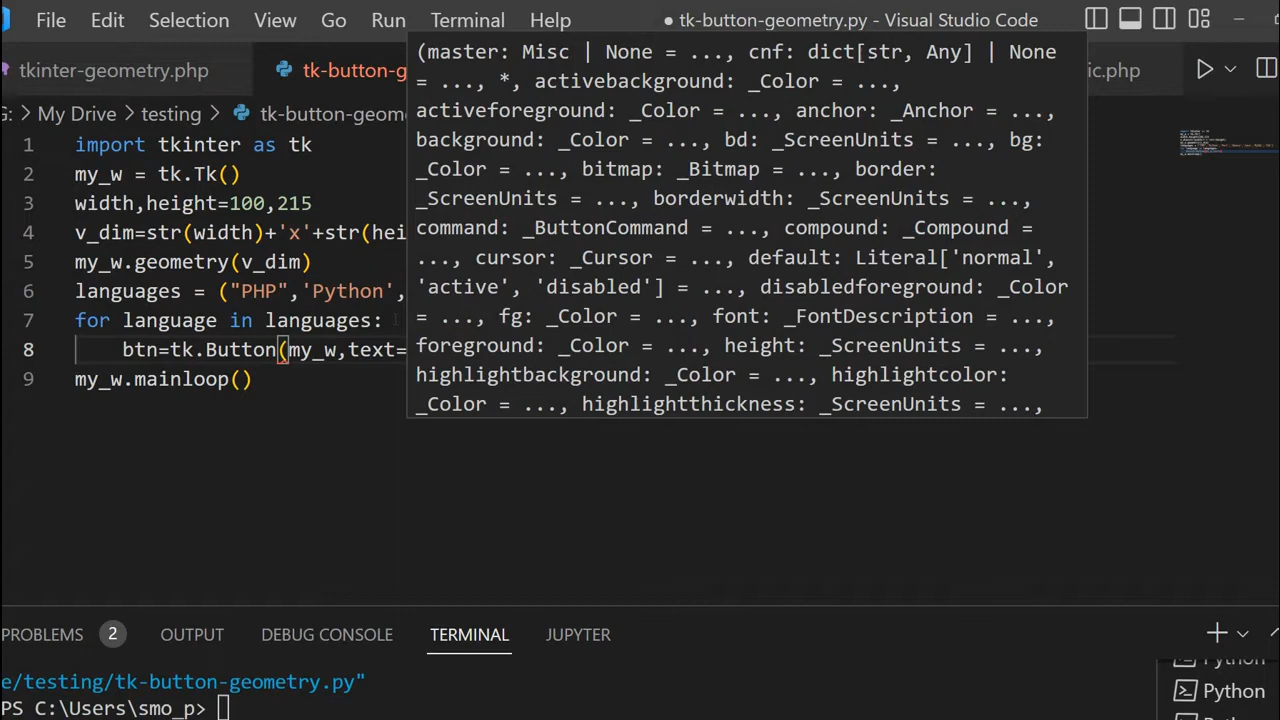 File Edit Selection View Go Run Terminal Help ● tk-button-geometry.py - Visual Studio Code
tkinter-geometry.php tk-button-g ic.php
G: > My Drive > testing > tk-button-geom
1 import tkinter as tk
2 my_w = tk.Tk()
3 width,height=100,215
4 v_dim=str(width)+'x'+str(hei
5 my_w.geometry(v_dim)
6 languages = ("PHP",'Python',
7 for language in languages:
8 btn=tk.Button(my_w,text=
9 my_w.mainloop()
(master: Misc | None = ..., cnf: dict[str, Any] | None
= ..., *, activebackground: _Color = ...,
activeforeground: _Color = ..., anchor: _Anchor = ...,
background: _Color = ..., bd: _ScreenUnits = ..., bg:
_Color = ..., bitmap: _Bitmap = ..., border:
_ScreenUnits = ..., borderwidth: _ScreenUnits = ...,
command: _ButtonCommand = ..., compound: _Compound =
..., cursor: _Cursor = ..., default: Literal['normal',
'active', 'disabled'] = ..., disabledforeground: _Color
= ..., fg: _Color = ..., font: _FontDescription = ...,
foreground: _Color = ..., height: _ScreenUnits = ...,
highlightbackground: _Color = ..., highlightcolor:
_Color = ..., highlightthickness: _ScreenUnits = ...,
PROBLEMS 2 OUTPUT DEBUG CONSOLE TERMINAL JUPYTER
e/testing/tk-button-geometry.py"
PS C:\Users\smo_p>
Python
Python